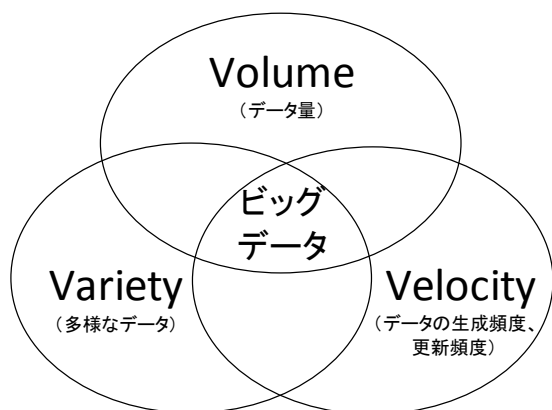 Volume
（データ量）
ビッグ
データ
Variety
（多様なデータ）
Velocity
（データの生成頻度、
更新頻度）